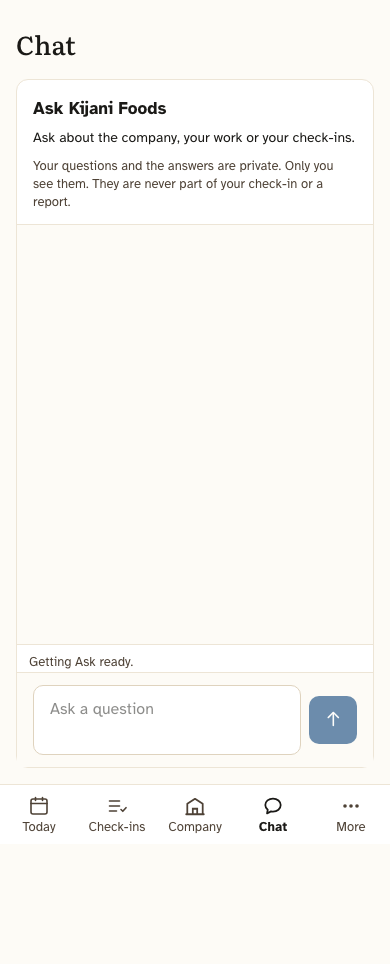 Chat
Ask Kijani Foods
Ask about the company, your work or your check-ins.
Your questions and the answers are private. Only you
see them. They are never part of your check-in or a
report.
Getting Ask ready.
Ask a question
Today
Check-ins
Company
Chat
More